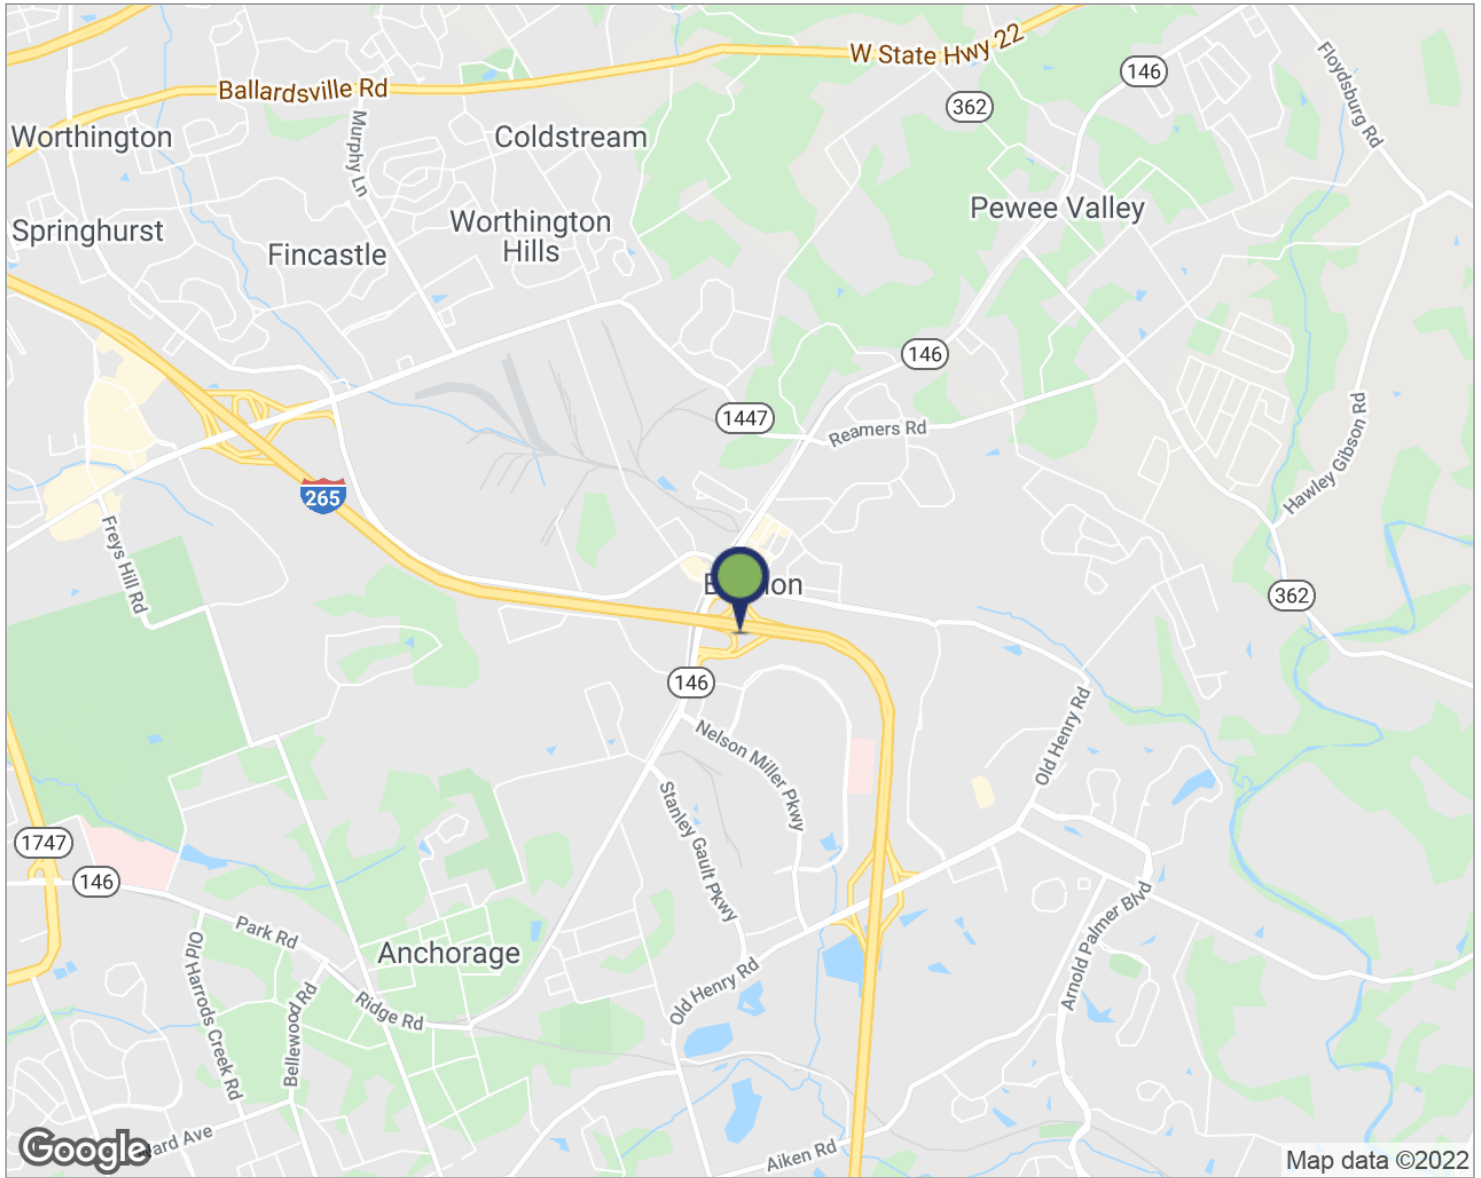 W State Hwy 22
146
Floydsburg Rd
Ballardsville Rd
362
Worthington
Murphy Ln
Coldstream
Pewee Valley
Springhurst
Fincastle
Worthington
Hills
146
1447
Reamers Rd
Hawley Gibson Rd
265
Freys Hill Rd
362
146
Old Henry Rd
Nelson Miller Pkwy
Stanley Gault Pkwy
1747
146
Park Rd
Anchorage
Arnold Palmer Blvd
Old Harrods Creek Rd
Bellewood Rd
Ridge Rd
Old Henry Rd
Google
Ave
Aiken Rd
Map data ©2022